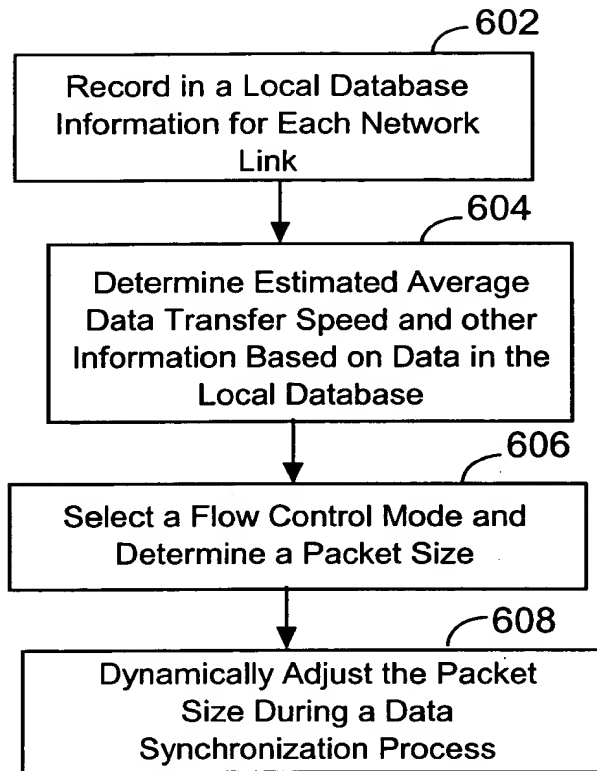 602
Record in a Local Database
Information for Each Network
Link
604
Determine Estimated Average
Data Transfer Speed and other
Information Based on Data in the
Local Database
606
Select a Flow Control Mode and
Determine a Packet Size
608
Dynamically Adjust the Packet
Size During a Data
Synchronization Process